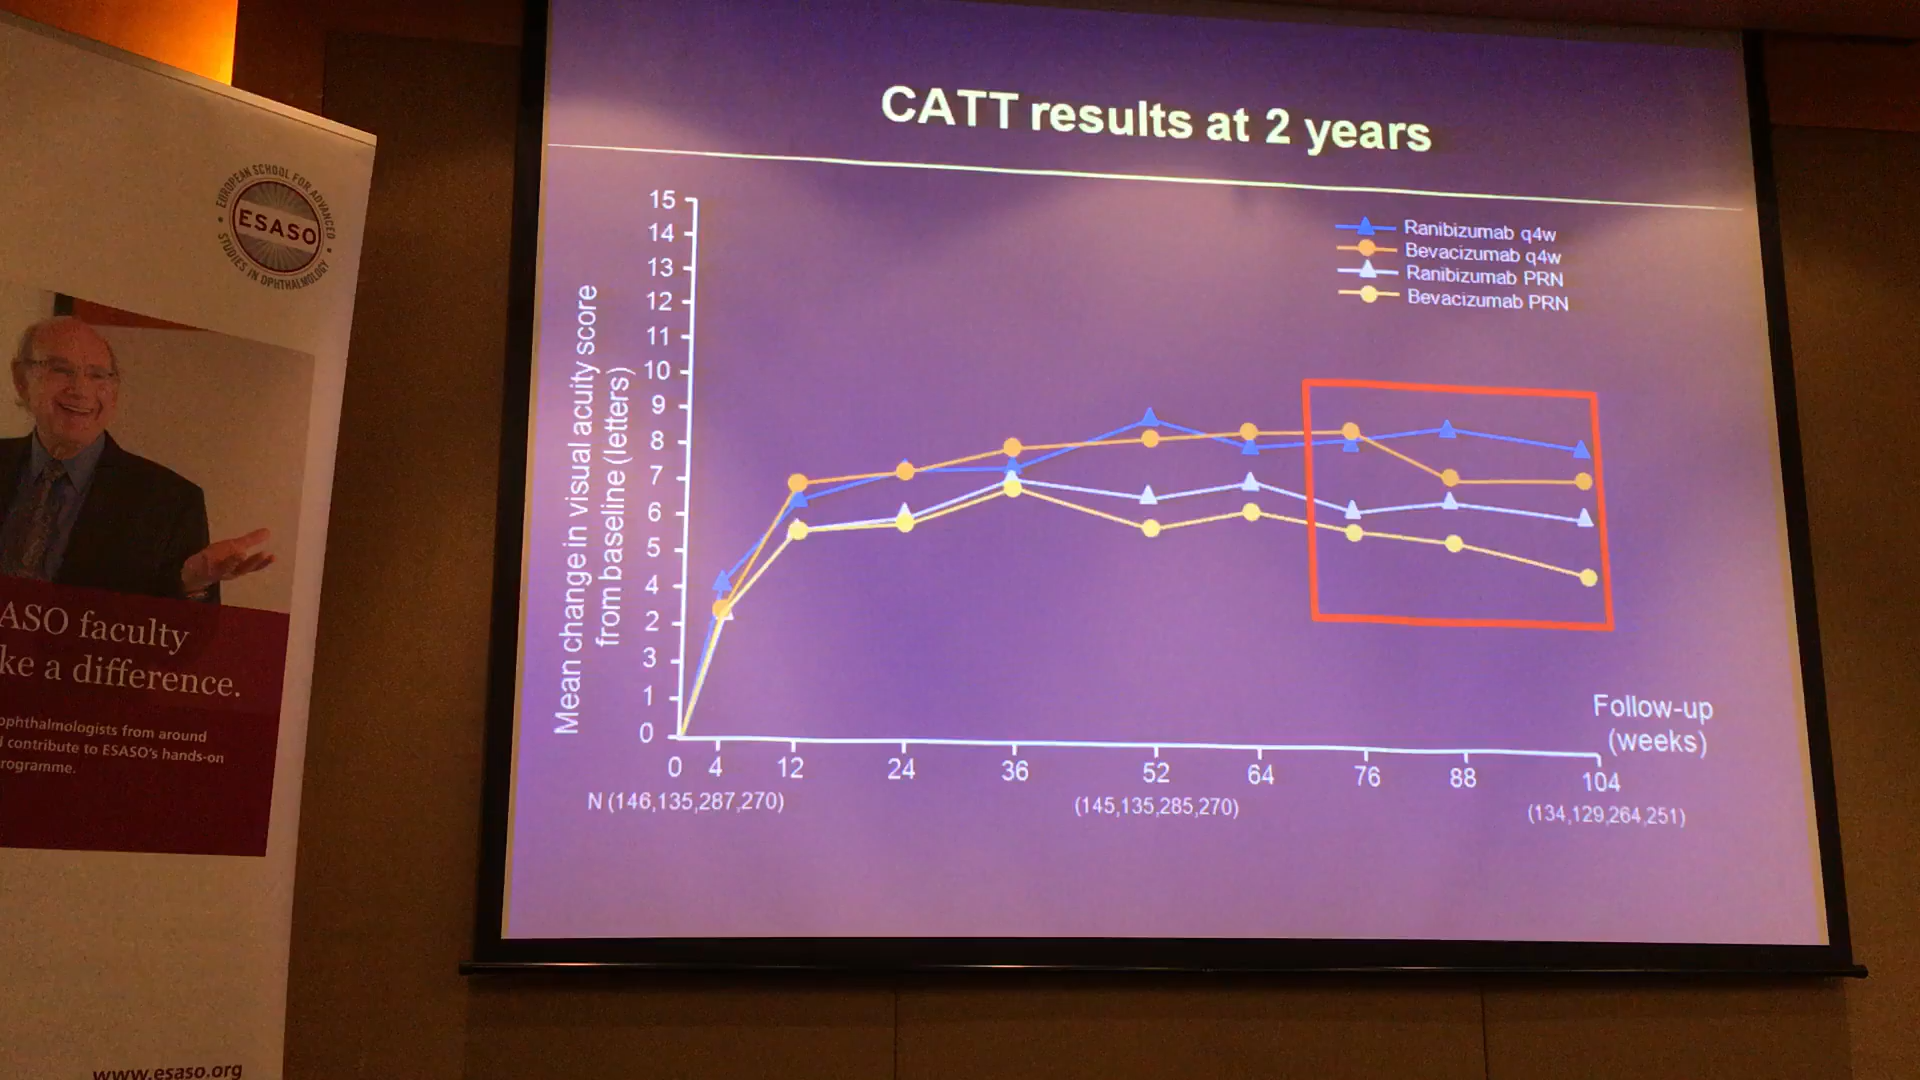 CATT results at 2 years
EUROPEAN SCHOOL FOR ADVANCED
ESASO
STUDIES IN OPHTHALMOLOGY
ASO faculty
ke a difference.
ophthalmologists from around
contribute to ESASO's hands-on
rogramme.
www.esaso.org
Mean change in visual acuity score
from baseline (letters)
15
14
13
12
11
10
9
8
7
6
5
4
2
3
1
0
Ranibizumab q4w
Bevacizumab q4w
Ranibizumab PRN
Bevacizumab PRN
Follow-up
(weeks)
0 4 12 24 36 52 64 76 88 104
N (146,135,287,270) (145,135,285,270) (134,129,264,251)